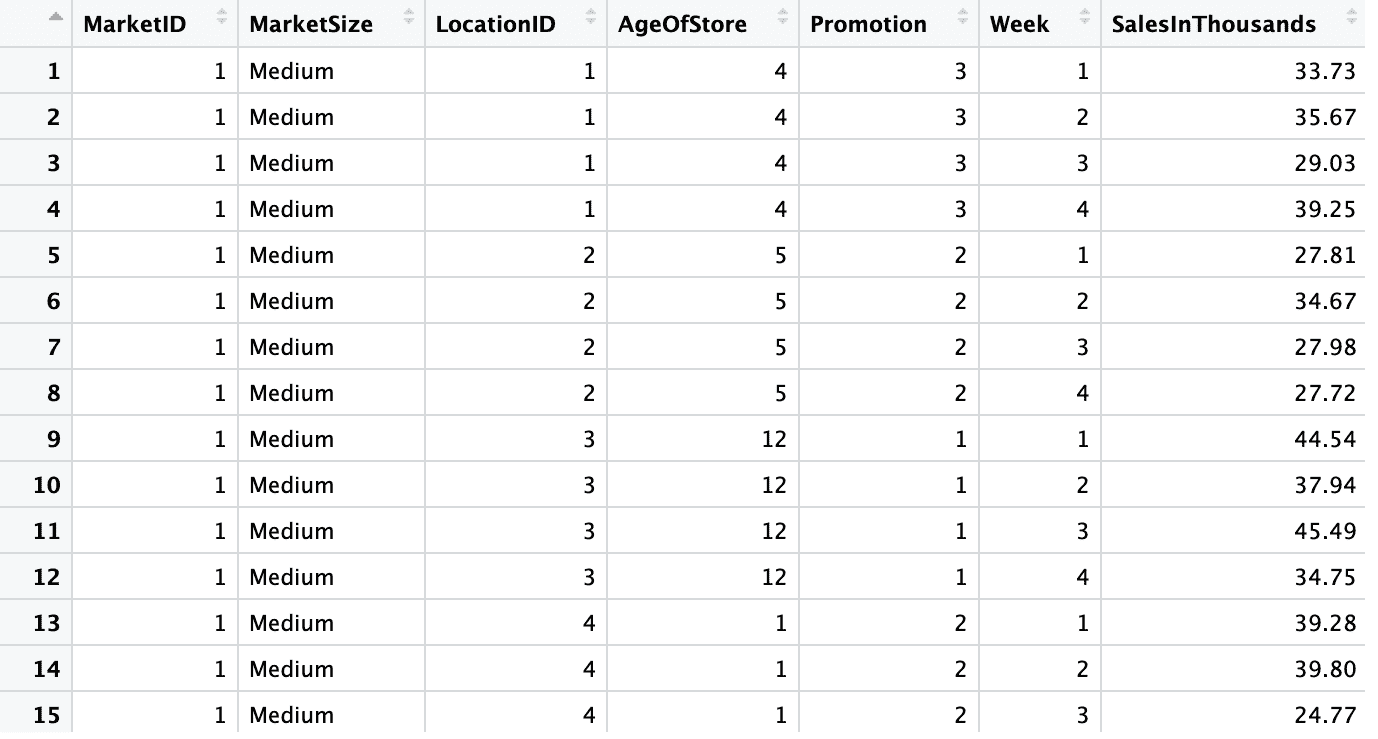 MarketID MarketSize LocationID AgeOfStore Promotion Week SalesInThousands
1 1 Medium 1 4 3 1 33.73
2 1 Medium 1 4 3 2 35.67
3 1 Medium 1 4 3 3 29.03
4 1 Medium 1 4 3 4 39.25
5 1 Medium 2 5 2 1 27.81
6 1 Medium 2 5 2 2 34.67
7 1 Medium 2 5 2 3 27.98
8 1 Medium 2 5 2 4 27.72
9 1 Medium 3 12 1 1 44.54
10 1 Medium 3 12 1 2 37.94
11 1 Medium 3 12 1 3 45.49
12 1 Medium 3 12 1 4 34.75
13 1 Medium 4 1 2 1 39.28
14 1 Medium 4 1 2 2 39.80
15 1 Medium 4 1 2 3 24.77